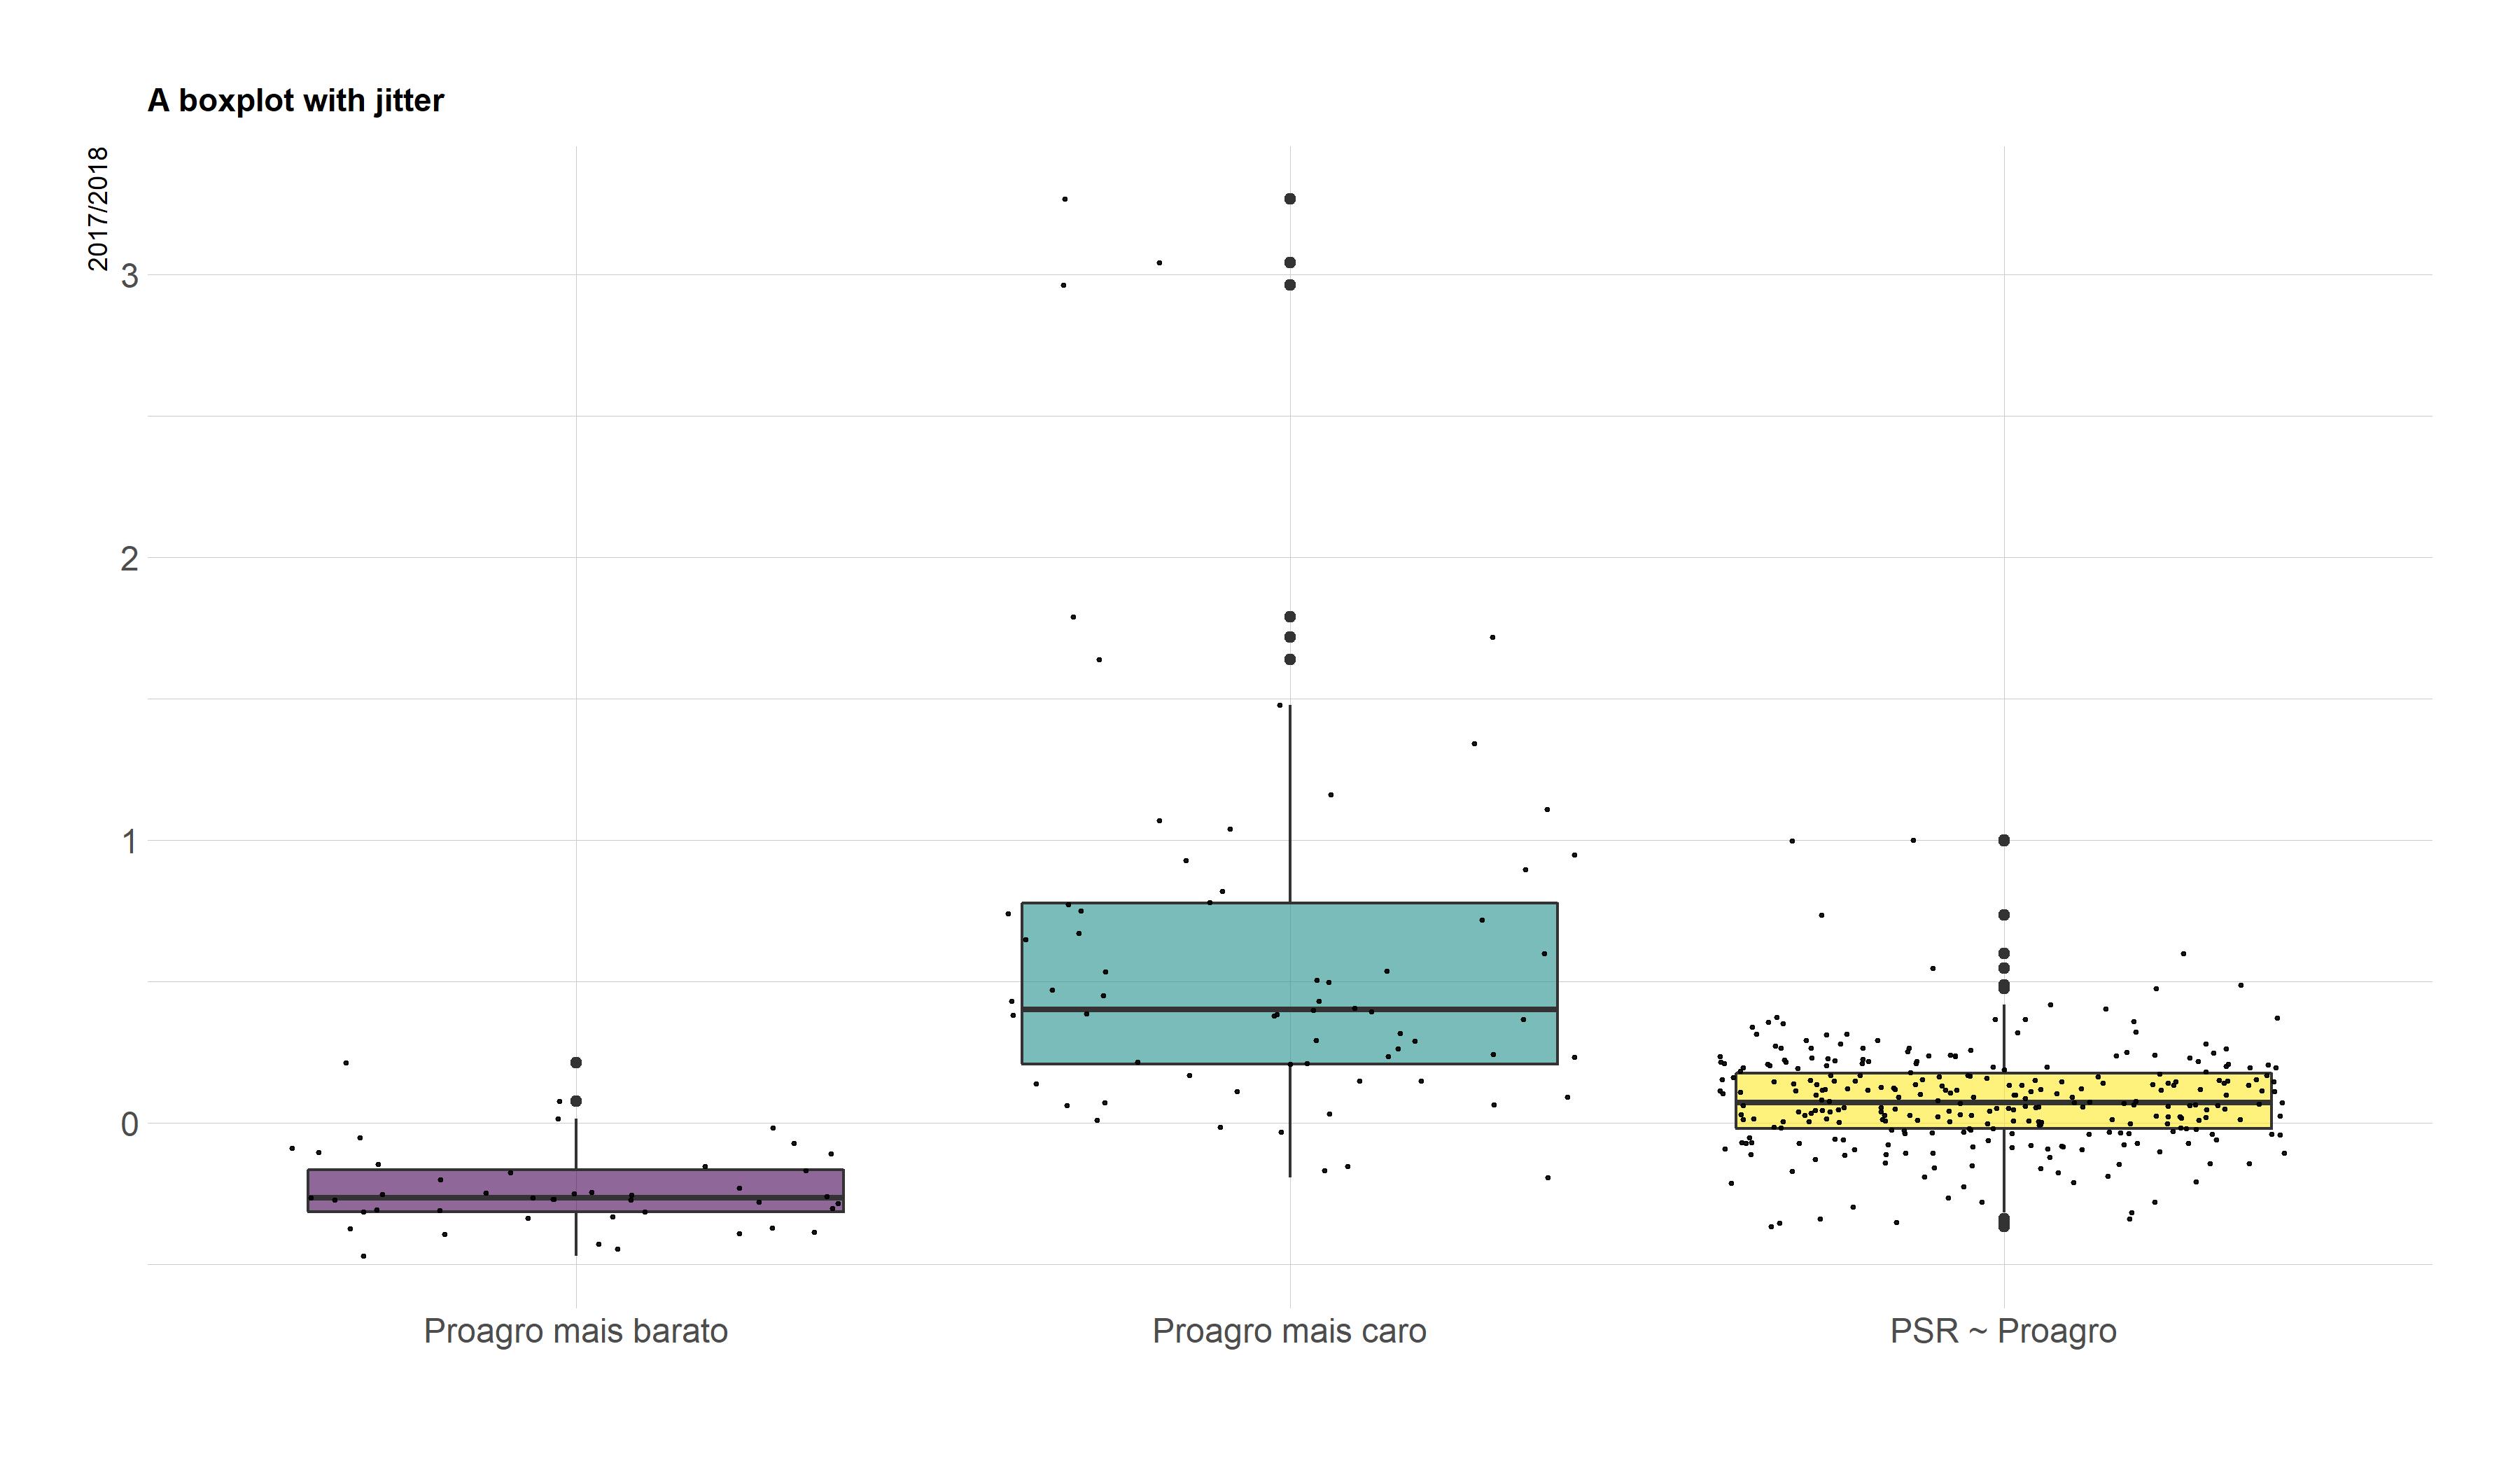 A boxplot with jitter
2017/2018
3
2
1
0
Proagro mais barato
Proagro mais caro
PSR ~ Proagro